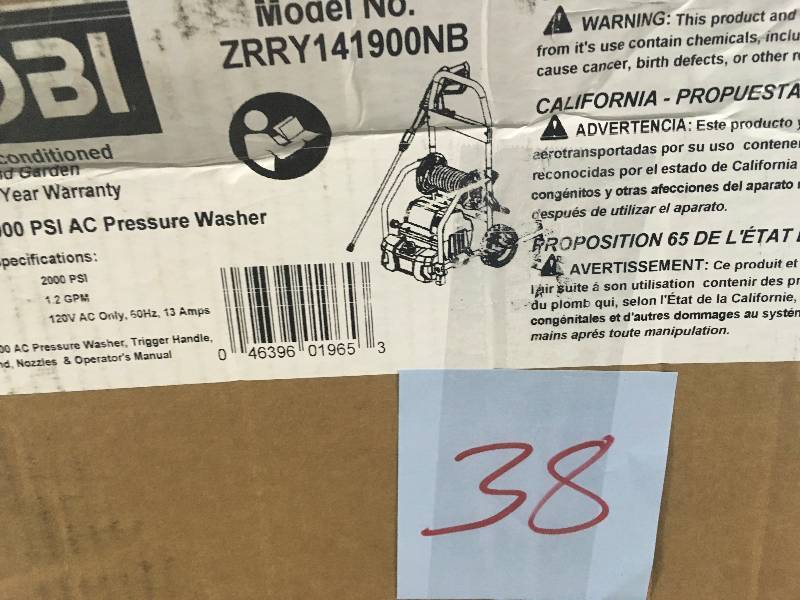 Model No.
ZRRY141900NB
OBI
conditioned
nd Garden
Year Warranty
000 PSI AC Pressure Washer
pecifications:
2000 PSI
1.2 GPM
120V AC Only, 60Hz, 13 Amps
00 AC Pressure Washer, Trigger Handle,
nd, Nozzles & Operator's Manual
0 46396 01965 3
WARNING: This product and
from it's use contain chemicals, inclu
cause cancer, birth defects, or other r
CALIFORNIA - PROPUESTA
ADVERTENCIA: Este producto y
aerotransportadas por su uso contene
reconocidas por el estado de California
congénitos y otras afecciones del aparato
después de utilizar el aparato.
PROPOSITION 65 DE L'ÉTAT
AVERTISSEMENT: Ce produit et
l'air suite á son utilisation contenir des pr
du plomb qui, selon l'État de la Californie,
congénitales et d'autres dommages au systém
mains aprés toute manipulation.
38